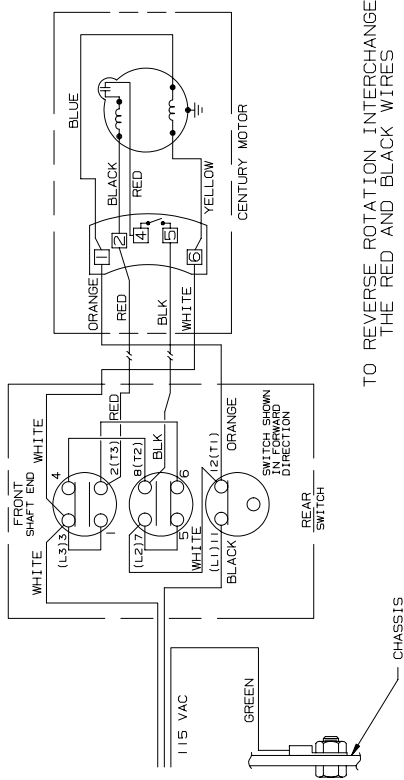 FRONT
SHAFT END
WHITE
WHITE
(L3)3
4
1
2(T3)
RED
(L2)7
8(T2)
BLK
5
6
WHITE
(L1)11
12(T1)
BLACK
ORANGE
SWITCH SHOWN
IN FORWARD
DIRECTION
REAR
SWITCH
115 VAC
GREEN
CHASSIS
ORANGE
RED
BLK
WHITE
1
2
4
5
6
BLUE
BLACK
RED
YELLOW
CENTURY MOTOR
TO REVERSE ROTATION INTERCHANGE
THE RED AND BLACK WIRES